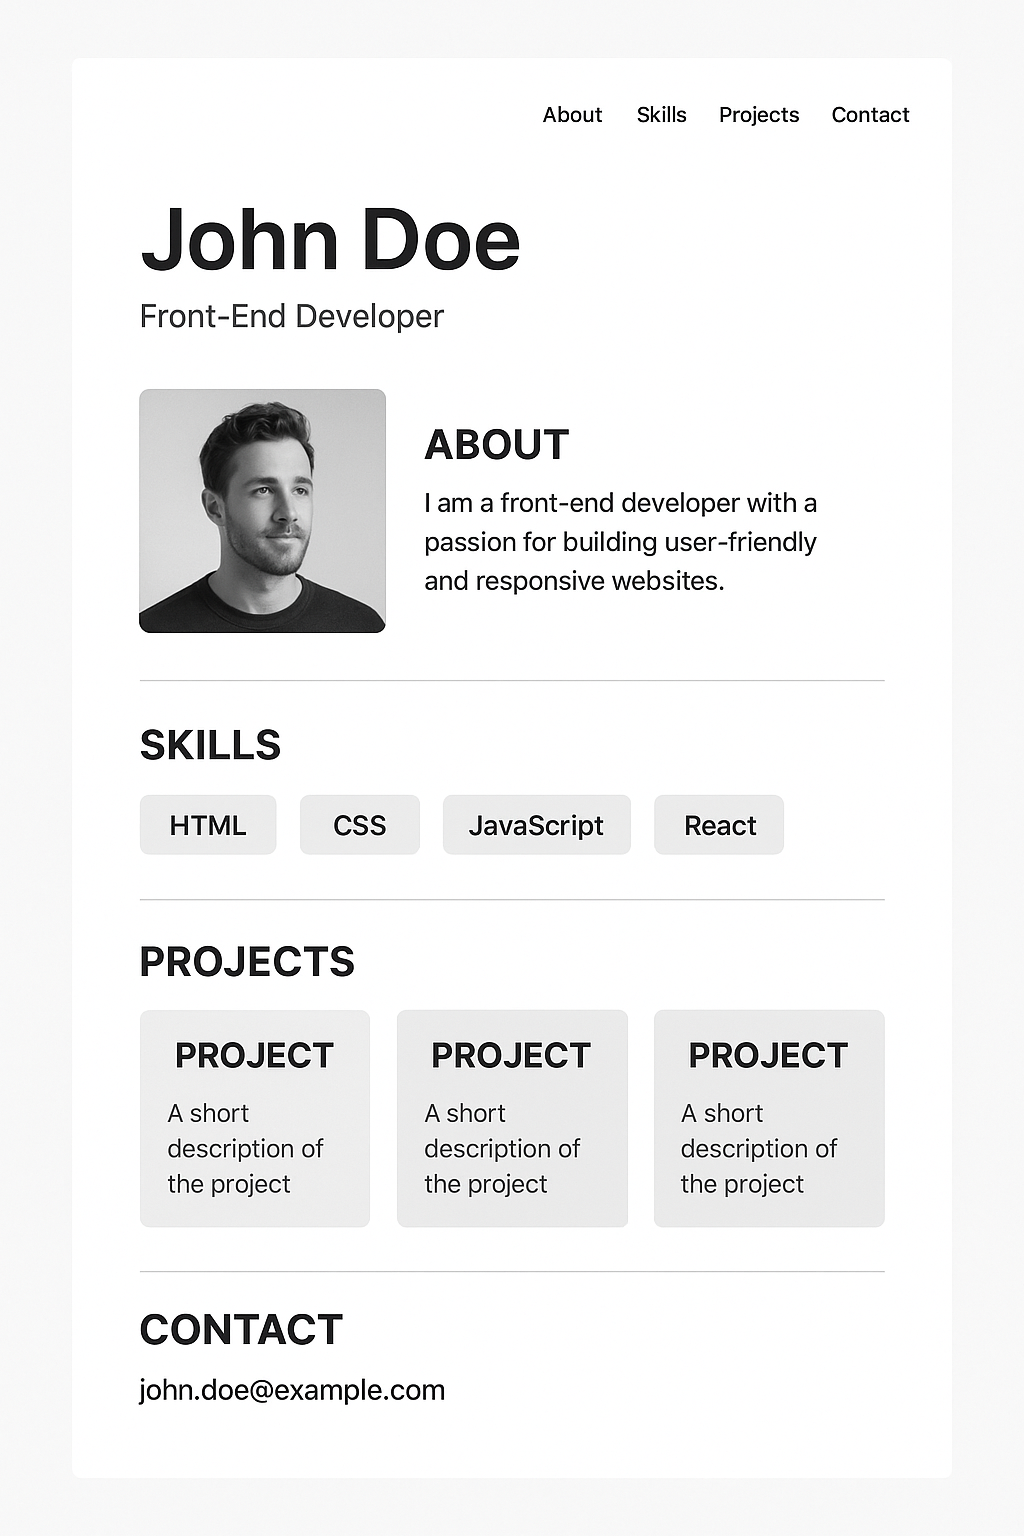 About Skills Projects Contact
John Doe
Front-End Developer
ABOUT
I am a front-end developer with a
passion for building user-friendly
and responsive websites.
SKILLS
HTML CSS JavaScript React
PROJECTS
PROJECT
A short
description of
the project
PROJECT
A short
description of
the project
PROJECT
A short
description of
the project
CONTACT
john.doe@example.com